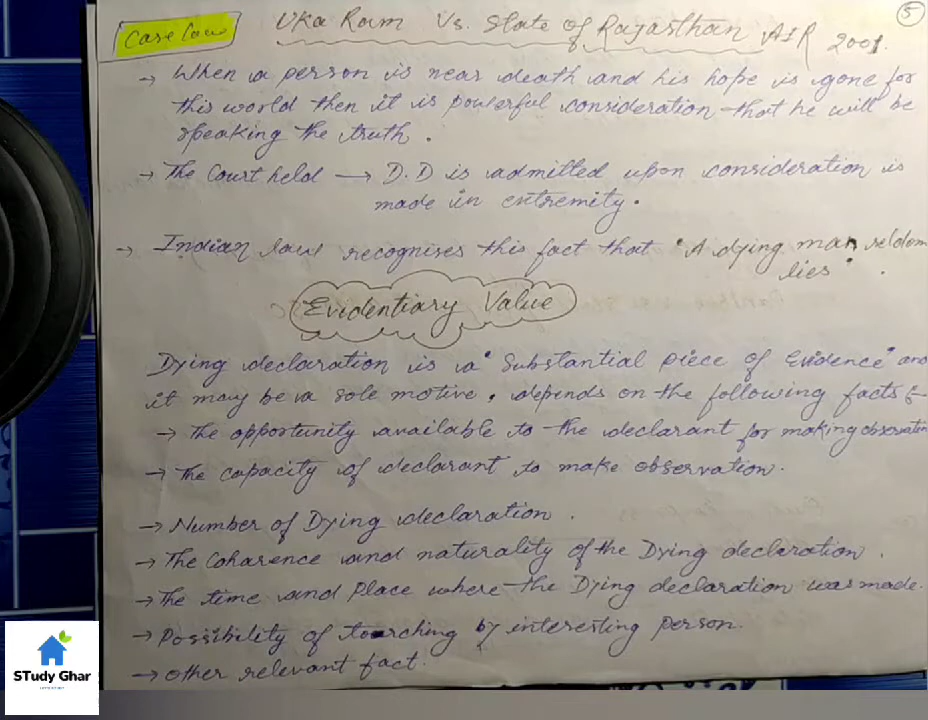 5
Case law
Uka Ram Vs. State of Rajasthan AIR 2001.
→ When a person is near death and his hope is gone for
this world then it is powerful consideration that he will be
speaking the truth.
→ The Court held → D.D is admitted upon consideration is
made in extremity.
→ Indian law recognises this fact that "A dying man seldom
lies".
Evidentiary Value
Dying declaration is a "Substantial piece of Evidence" and
it may be a sole motive. depends on the following facts :-
→ The opportunity available to the declarant for making observation
→ The capacity of declarant to make observation.
→ Number of Dying declaration.
→ The Coharence and naturality of the Dying declaration.
→ The time and Place where the Dying declaration was made.
→ Possibility of by interesting person.
→ Other relevant fact.
STudy Ghar